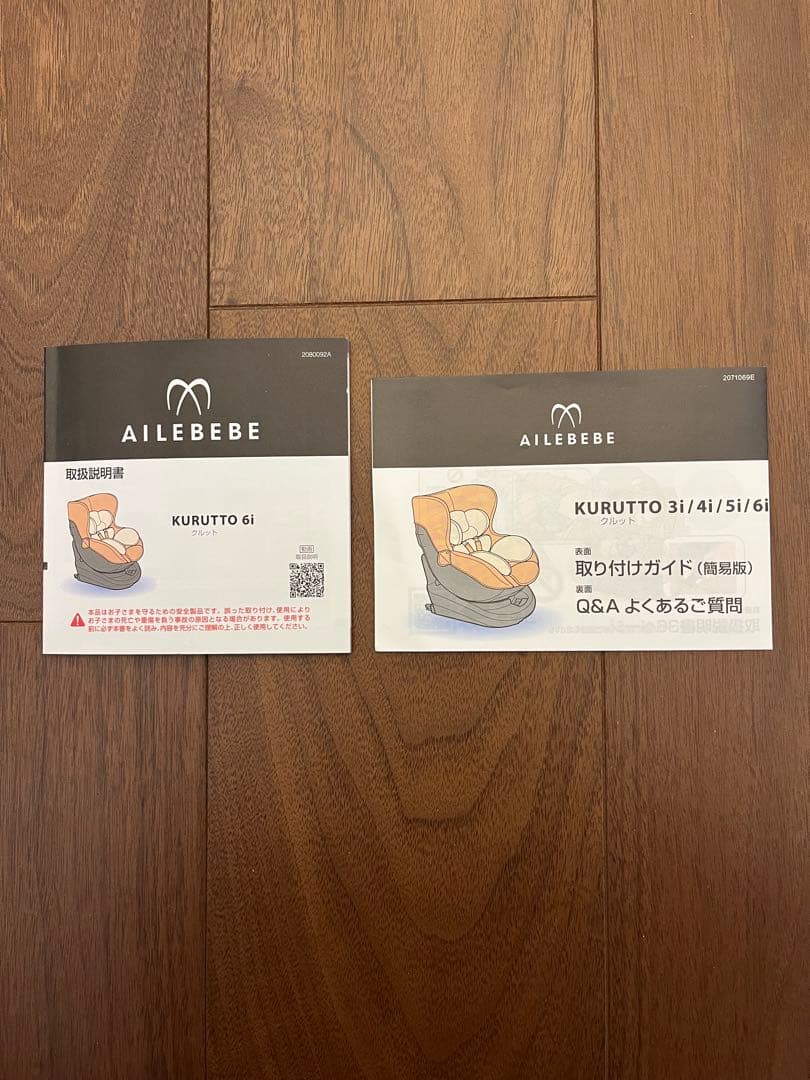 2080092A
AILEBEBE
取扱説明書
KURUTTO 6i
クルット
動画
取扱説明
本品はお子さまを守るための安全製品です。誤った取り付け、使用により
お子さまの死亡や重傷を負う事故の原因となる場合があります。使用する
前に必ず本書をよく読み、内容を充分にご理解の上、正しく使用してください。
2071069E
AILEBEBE
KURUTTO 3i/4i/5i/6i
クルット
表面
取り付けガイド（簡易版）
裏面
Q&A よくあるご質問